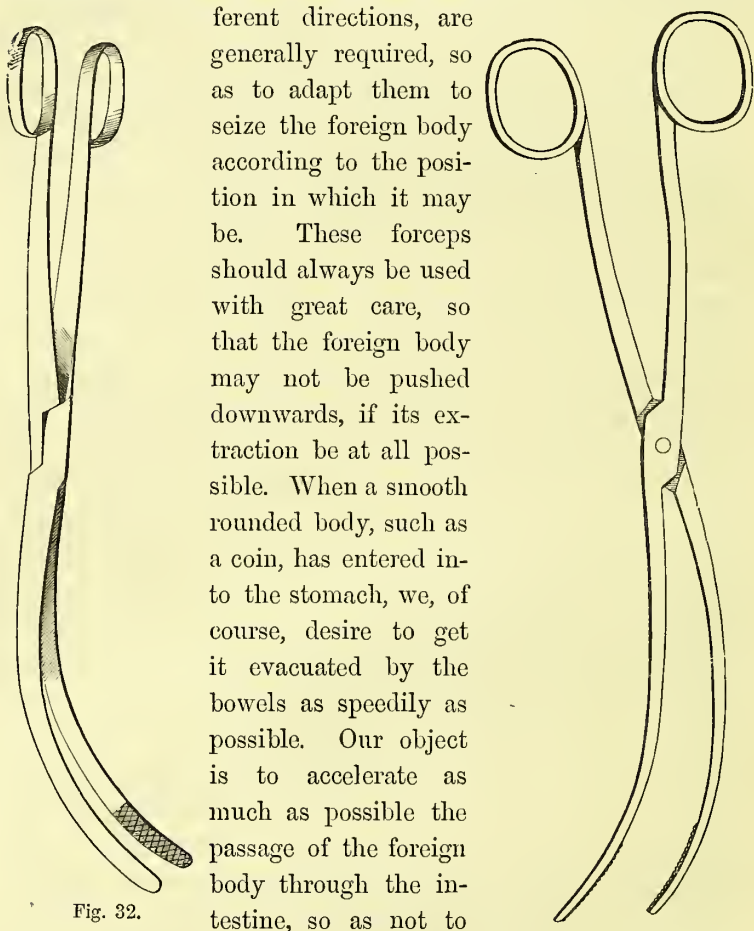 ferent directions, are
generally required, so
as to adapt them to
seize the foreign body
according to the posi-
tion in which it may
be. These forceps
should always be used
with great care, so
that the foreign body
may not be pushed
downwards, if its ex-
traction be at all pos-
sible. When a smooth
rounded body, such as
a coin, has entered in-
to the stomach, we, of
course, desire to get
it evacuated by the
bowels as speedily as
possible. Our object
is to accelerate as
much as possible the
passage of the foreign
body through the in-
testine, so as not to
Fig. 32.